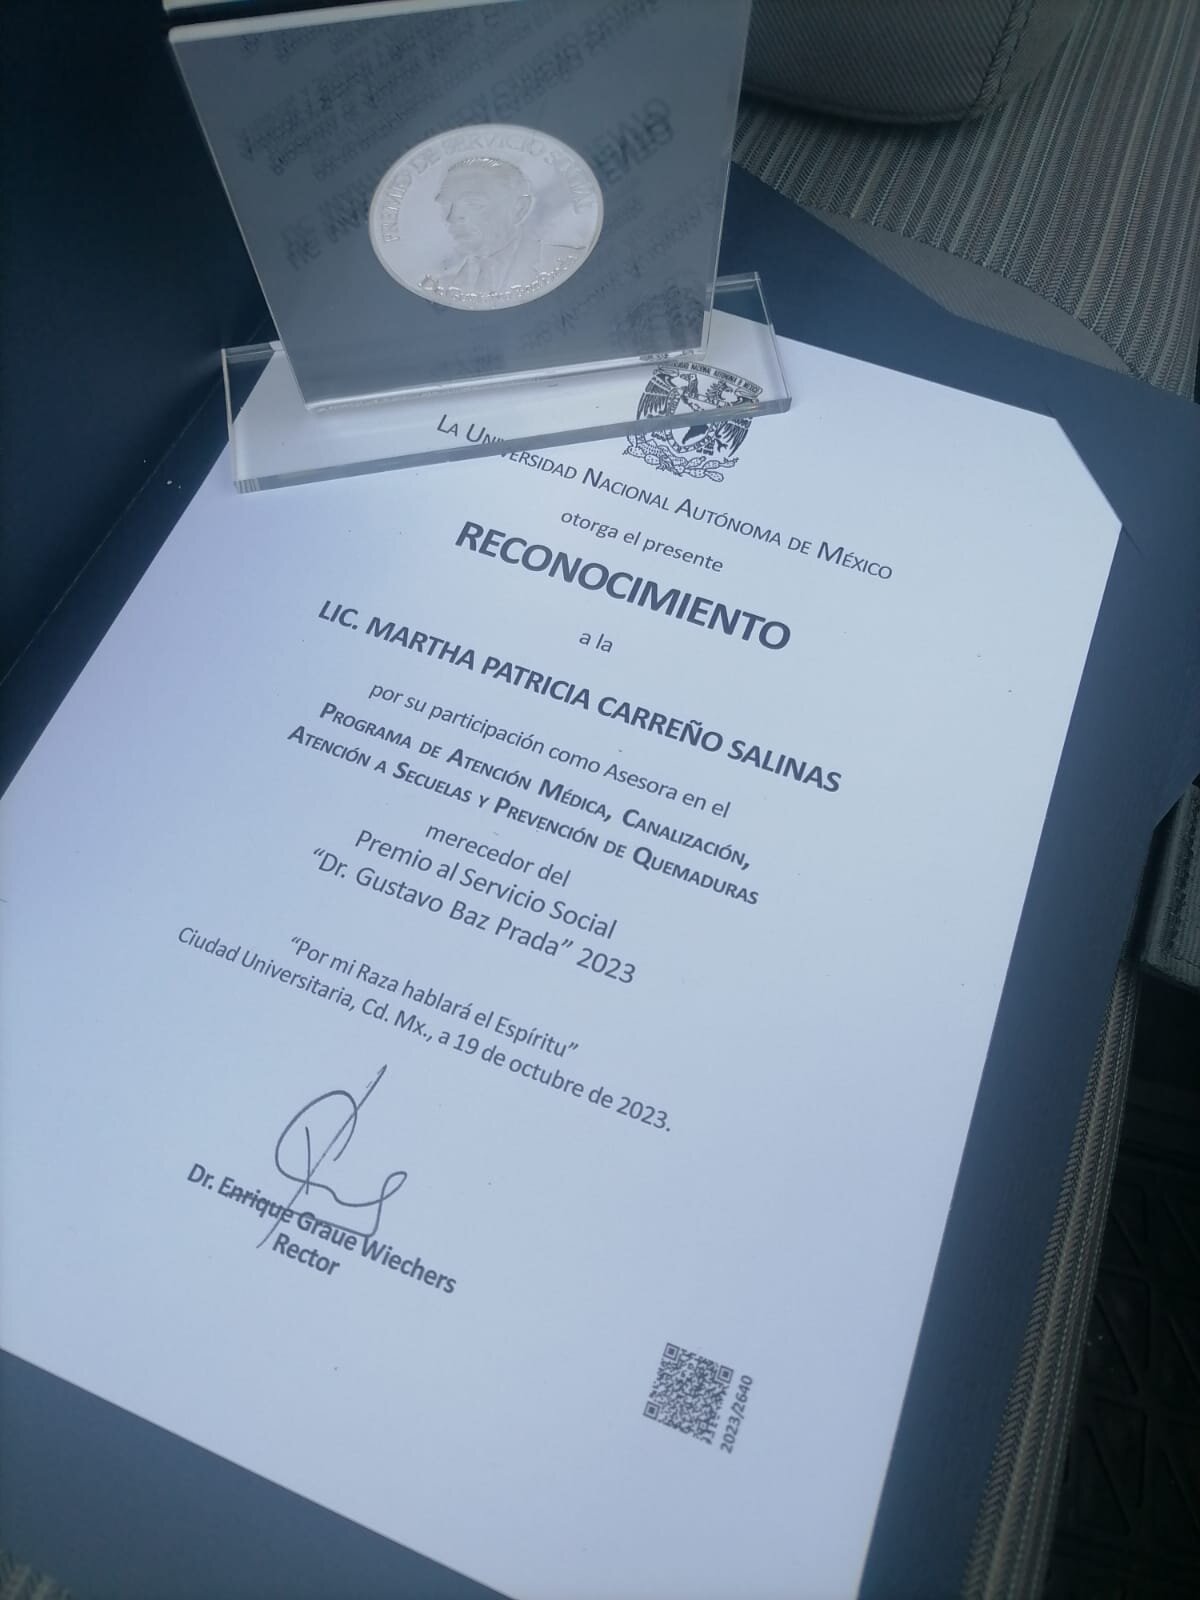 PREMIO DE SERVICIO SOCIAL
LA UNIVERSIDAD NACIONAL AUTÓNOMA DE MÉXICO
otorga el presente
RECONOCIMIENTO
a la
LIC. MARTHA PATRICIA CARREÑO SALINAS
por su participación como Asesora en el
PROGRAMA DE ATENCIÓN MÉDICA, CANALIZACIÓN,
ATENCIÓN A SECUELAS Y PREVENCIÓN DE QUEMADURAS
merecedor del
Premio al Servicio Social
“Dr. Gustavo Baz Prada” 2023
“Por mi Raza hablará el Espíritu”
Ciudad Universitaria, Cd. Mx., a 19 de octubre de 2023.
Dr. Enrique Graue Wiechers
Rector
2023/2640